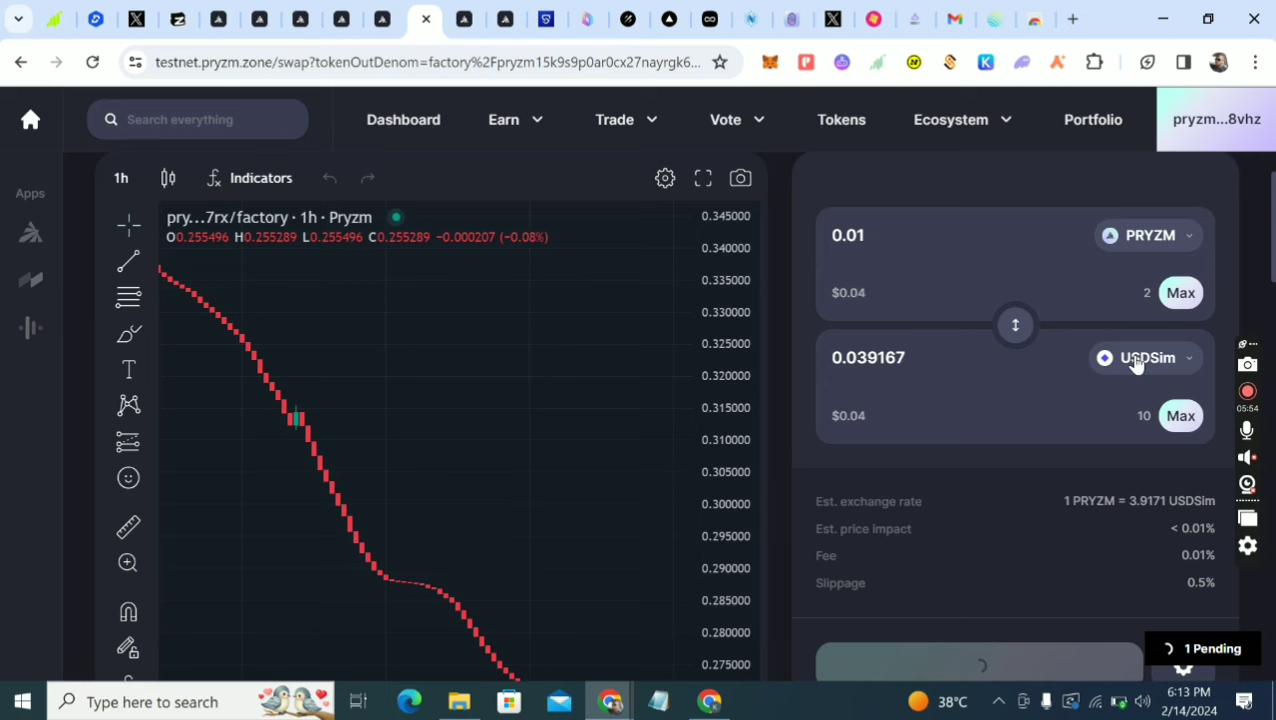 testnet.pryzm.zone/swap?tokenOutDenom=factory%2Fpryzm15k9s9p0ar0cx27nayrgk6...
Search everything
Dashboard
Earn
Trade
Vote
Tokens
Ecosystem
Portfolio
pryzm...8vhz
Apps
1h
Indicators
pry...7rx/factory · 1h · Pryzm
O0.255496 H0.255289 L0.255496 C0.255289 −0.000207 (−0.08%)
0.345000
0.340000
0.335000
0.330000
0.325000
0.320000
0.315000
0.310000
0.305000
0.300000
0.295000
0.290000
0.285000
0.280000
0.275000
0.01
PRYZM
$0.04
2
Max
0.039167
USDSim
$0.04
10
Max
Est. exchange rate
1 PRYZM = 3.9171 USDSim
Est. price impact
< 0.01%
Fee
0.01%
Slippage
0.5%
1 Pending
05:54
Type here to search
38°C
6:13 PM
2/14/2024